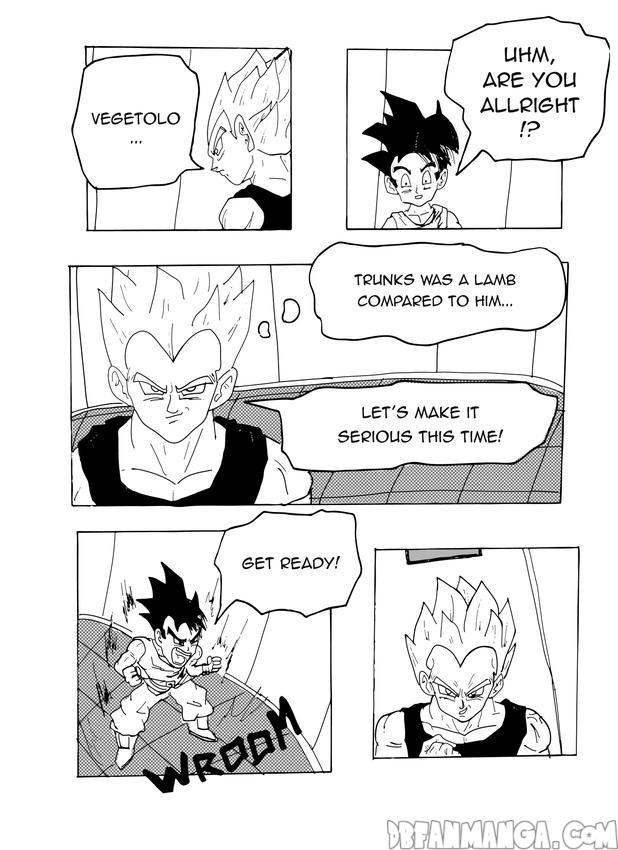 VEGETOLO
...
UHM,
ARE YOU
ALLRIGHT
!?
TRUNKS WAS A LAMB
COMPARED TO HIM...
LET'S MAKE IT
SERIOUS THIS TIME!
GET READY!
WROOM
DBFANMANGA.COM